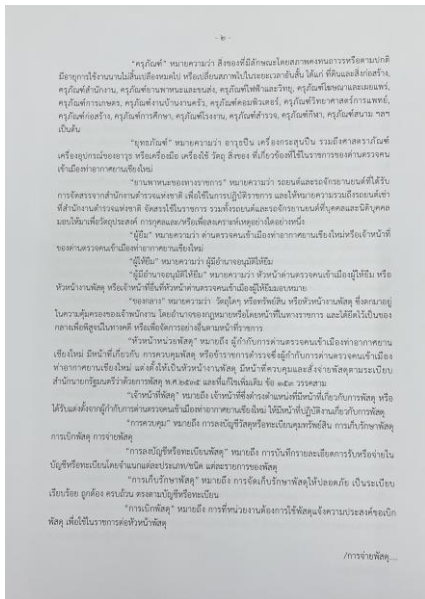 - ๒ -
"ครุภัณฑ์" หมายความว่า สิ่งของที่มีลักษณะโดยสภาพคงทนถาวรหรือตามปกติ
มีอายุการใช้งานนานไม่สิ้นเปลืองหมดไป หรือเปลี่ยนสภาพไปในระยะเวลาอันสั้น ได้แก่ ที่ดินและสิ่งก่อสร้าง,
ครุภัณฑ์สำนักงาน, ครุภัณฑ์ยานพาหนะและขนส่ง, ครุภัณฑ์ไฟฟ้าและวิทยุ, ครุภัณฑ์โฆษณาและเผยแพร่,
ครุภัณฑ์การเกษตร, ครุภัณฑ์งานบ้านงานครัว, ครุภัณฑ์คอมพิวเตอร์, ครุภัณฑ์วิทยาศาสตร์การแพทย์,
ครุภัณฑ์ก่อสร้าง, ครุภัณฑ์การศึกษา, ครุภัณฑ์โรงงาน, ครุภัณฑ์สำรวจ, ครุภัณฑ์กีฬา, ครุภัณฑ์สนาม ฯลฯ
เป็นต้น
"ยุทธภัณฑ์" หมายความว่า อาวุธปืน เครื่องกระสุนปืน รวมถึงศาสตราภัณฑ์
เครื่องอุปกรณ์ของอาวุธ หรือเครื่องมือ เครื่องใช้ วัตถุ สิ่งของ ที่เกี่ยวข้องที่ใช้ในราชการของด่านตรวจคน
เข้าเมืองท่าอากาศยานเชียงใหม่
"ยานพาหนะของทางราชการ" หมายความว่า รถยนต์และรถจักรยานยนต์ที่ได้รับ
การจัดสรรจากสำนักงานตำรวจแห่งชาติ เพื่อใช้ในการปฏิบัติราชการ และให้หมายความรวมถึงรถยนต์เช่า
ที่สำนักงานตำรวจแห่งชาติ จัดสรรใช้ในราชการ รวมทั้งรถยนต์และรถจักรยานยนต์ที่บุคคลและนิติบุคคล
มอบให้มาเพื่อวัตถุประสงค์ การกุศลและ/หรือเพื่อสงเคราะห์เหตุอย่างใดอย่างหนึ่ง
"ผู้ยืม" หมายความว่า ด่านตรวจคนเข้าเมืองท่าอากาศยานเชียงใหม่หรือเจ้าหน้าที่
ของด่านตรวจคนเข้าเมืองท่าอากาศยานเชียงใหม่
"ผู้ให้ยืม" หมายความว่า ผู้มีอำนาจอนุมัติให้ยืม
"ผู้มีอำนาจอนุมัติให้ยืม" หมายความว่า หัวหน้าด่านตรวจคนเข้าเมืองผู้ให้ยืม หรือ
หัวหน้างานพัสดุ หรือเจ้าหน้าที่อื่นที่หัวหน้าด่านตรวจคนเข้าเมืองผู้ให้ยืมมอบหมาย
"ของกลาง" หมายความว่า วัตถุใดๆ หรือทรัพย์สิน หรือหัวหน้างานพัสดุ ซึ่งตกมาอยู่
ในความคุ้มครองของเจ้าพนักงาน โดยอำนาจของกฎหมายหรือโดยหน้าที่ในทางราชการ และได้ยึดไว้เป็นของ
กลางเพื่อพิสูจน์ในทางคดี หรือเพื่อจัดการอย่างอื่นตามหน้าที่ราชการ
"หัวหน้าหน่วยพัสดุ" หมายถึง ผู้กำกับการด่านตรวจคนเข้าเมืองท่าอากาศยาน
เชียงใหม่ มีหน้าที่เกี่ยวกับ การควบคุมพัสดุ หรือข้าราชการตำรวจซึ่งผู้กำกับการด่านตรวจคนเข้าเมือง
ท่าอากาศยานเชียงใหม่ แต่งตั้งให้เป็นหัวหน้างานพัสดุ มีหน้าที่ควบคุมและสั่งจ่ายพัสดุตามระเบียบ
สำนักนายกรัฐมนตรีว่าด้วยการพัสดุ พ.ศ.๒๕๓๕ และที่แก้ไขเพิ่มเติม ข้อ ๑๕๓ วรรคสาม
"เจ้าหน้าที่พัสดุ" หมายถึง เจ้าหน้าที่ซึ่งดำรงตำแหน่งที่มีหน้าที่เกี่ยวกับการพัสดุ หรือ
ได้รับแต่งตั้งจากผู้กำกับการด่านตรวจคนเข้าเมืองท่าอากาศยานเชียงใหม่ ให้มีหน้าที่ปฏิบัติงานเกี่ยวกับการพัสดุ
"การควบคุม" หมายถึง การลงบัญชีวัสดุหรือทะเบียนคุมทรัพย์สิน การเก็บรักษาพัสดุ
การเบิกพัสดุ การจ่ายพัสดุ
"การลงบัญชีหรือทะเบียนพัสดุ" หมายถึง การบันทึกรายละเอียดการรับหรือจ่ายใน
บัญชีหรือทะเบียนโดยจำแนกแต่ละประเภท/ชนิด แต่ละรายการของพัสดุ
"การเก็บรักษาพัสดุ" หมายถึง การจัดเก็บรักษาพัสดุให้ปลอดภัย เป็นระเบียบ
เรียบร้อย ถูกต้อง ครบถ้วน ตรงตามบัญชีหรือทะเบียน
"การเบิกพัสดุ" หมายถึง การที่หน่วยงานต้องการใช้พัสดุแจ้งความประสงค์ขอเบิก
พัสดุ เพื่อใช้ในราชการต่อหัวหน้าพัสดุ
/การจ่ายพัสดุ...